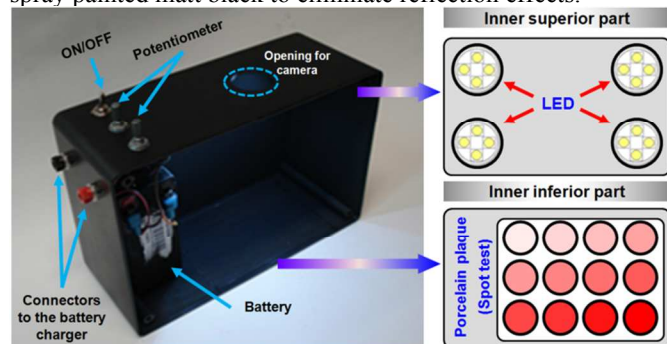 spray painted matt black to eliminate reflection effects.
ON/OFF
Potentiometer
Opening for
camera
Connectors
to the battery
charger
Battery
Inner superior part
LED
Inner inferior part
Porcelain plaque
(Spot test)